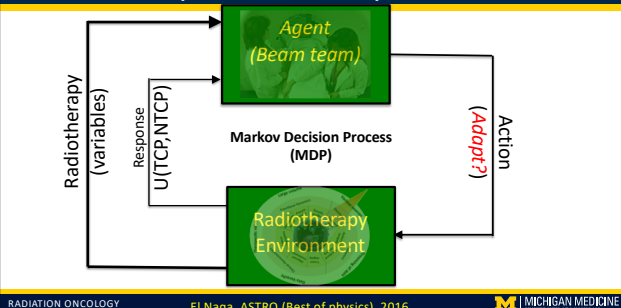 Agent
(Beam team)
Radiotherapy
(variables)
Response
U(TCP,NTCP)
Markov Decision Process
(MDP)
Action
(Adapt?)
Radiotherapy
Environment
RADIATION ONCOLOGY
El Naqa, ASTRO (Best of physics), 2016
M MICHIGAN MEDICINE